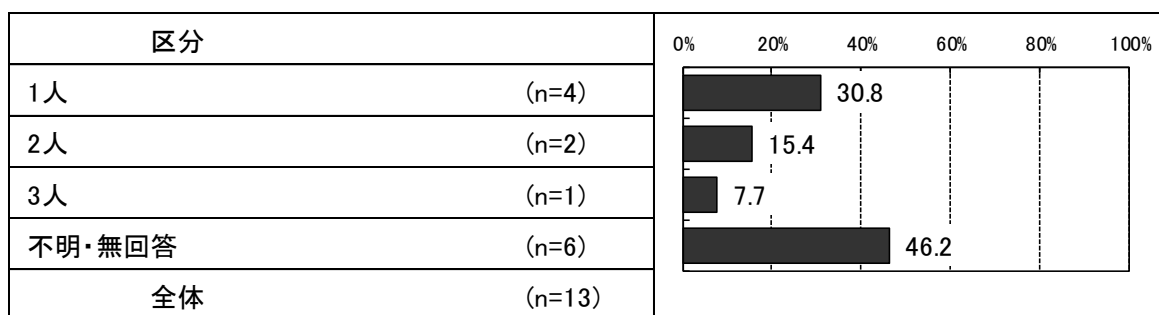 区分 0% 20% 40% 60% 80% 100%
1人 (n=4) 30.8
2人 (n=2) 15.4
3人 (n=1) 7.7
不明・無回答 (n=6) 46.2
全体 (n=13)